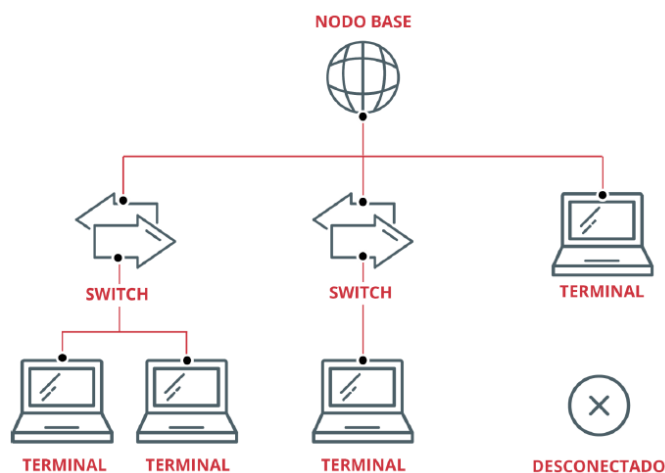 NODO BASE
SWITCH
SWITCH
TERMINAL
TERMINAL
TERMINAL
TERMINAL
DESCONECTADO